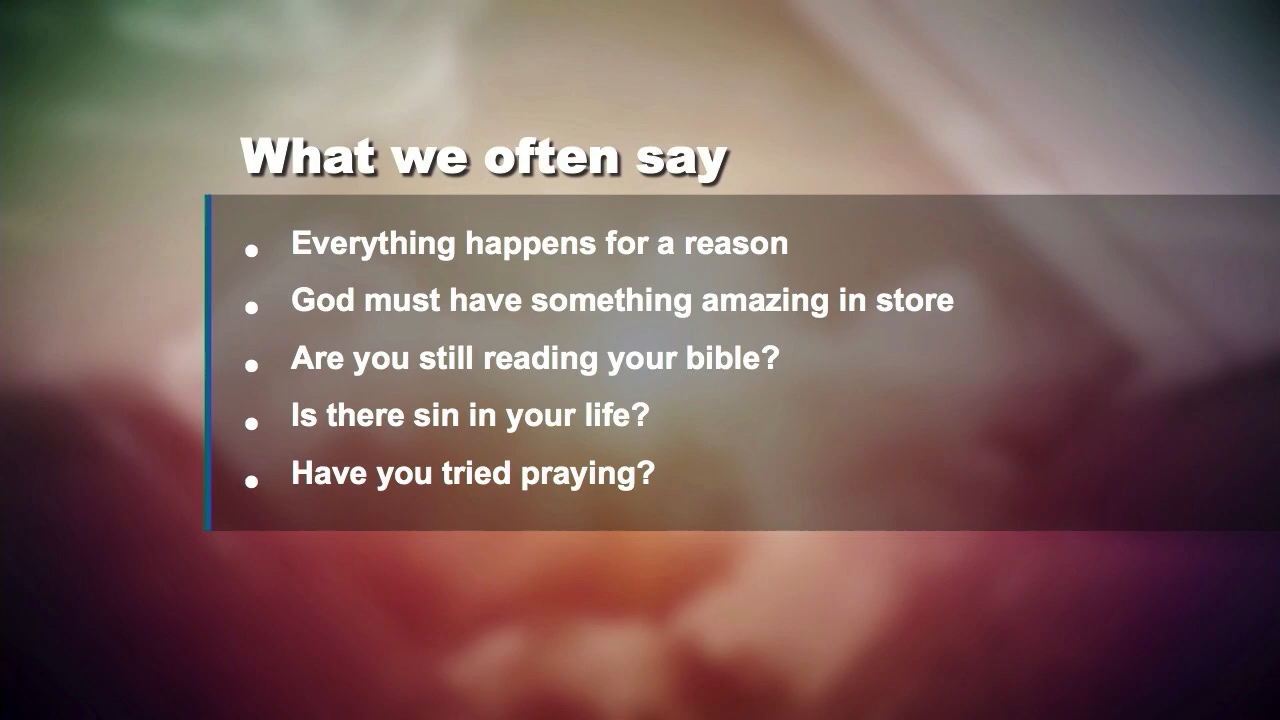 What we often say
• Everything happens for a reason
• God must have something amazing in store
• Are you still reading your bible?
• Is there sin in your life?
• Have you tried praying?